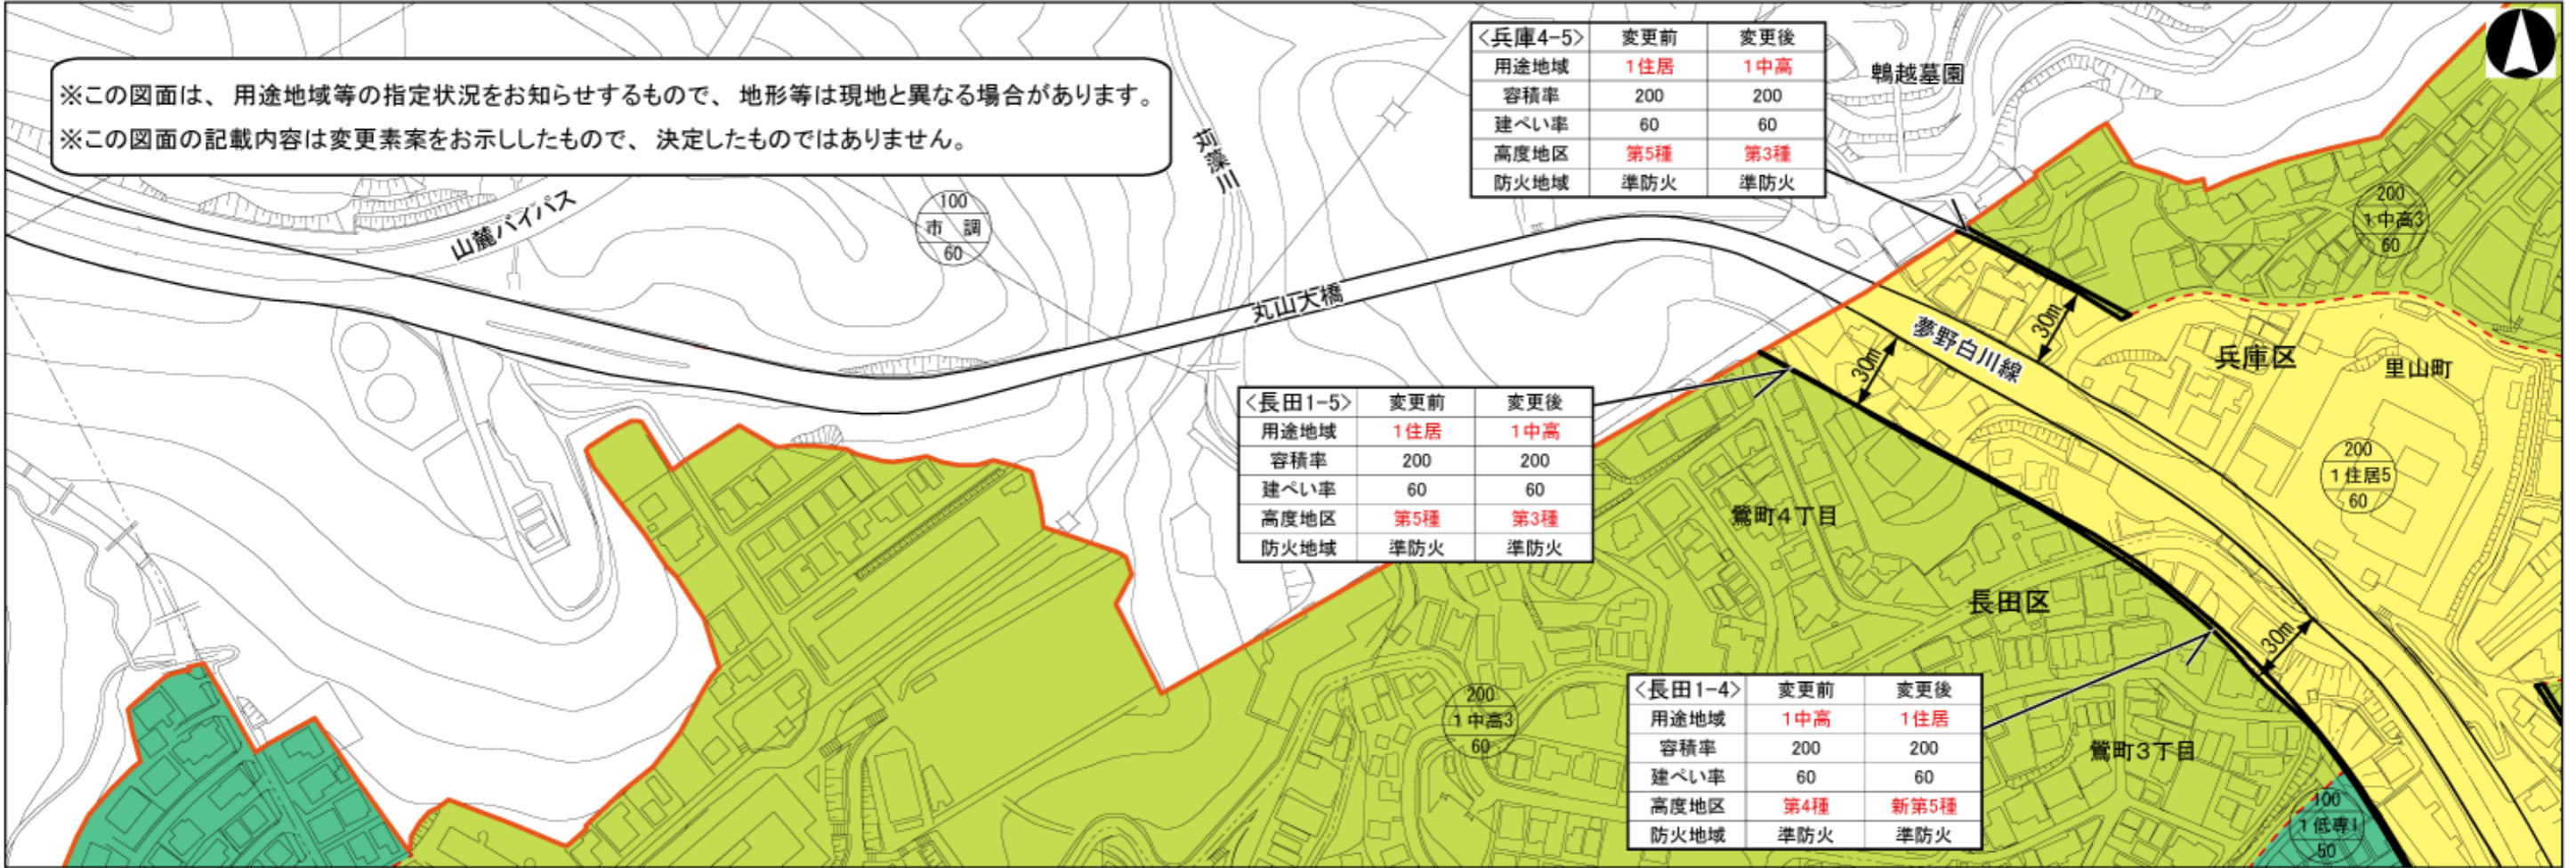 ※この図面は、用途地域等の指定状況をお知らせするもので、地形等は現地と異なる場合があります。
※この図面の記載内容は変更素案をお示ししたもので、決定したものではありません。
<兵庫4-5> 変更前 変更後
用途地域 1住居 1中高
容積率 200 200
建ぺい率 60 60
高度地区 第5種 第3種
防火地域 準防火 準防火
鵯越墓園
苅藻川
山麓バイパス
100
市 調
60
200
1中高3
60
丸山大橋
夢野白川線
30m
30m
兵庫区
里山町
<長田1-5> 変更前 変更後
用途地域 1住居 1中高
容積率 200 200
建ぺい率 60 60
高度地区 第5種 第3種
防火地域 準防火 準防火
200
1住居5
60
鶯町4丁目
長田区
30m
<長田1-4> 変更前 変更後
用途地域 1中高 1住居
容積率 200 200
建ぺい率 60 60
高度地区 第4種 新第5種
防火地域 準防火 準防火
200
1中高3
60
鶯町3丁目
100
1低専1
50